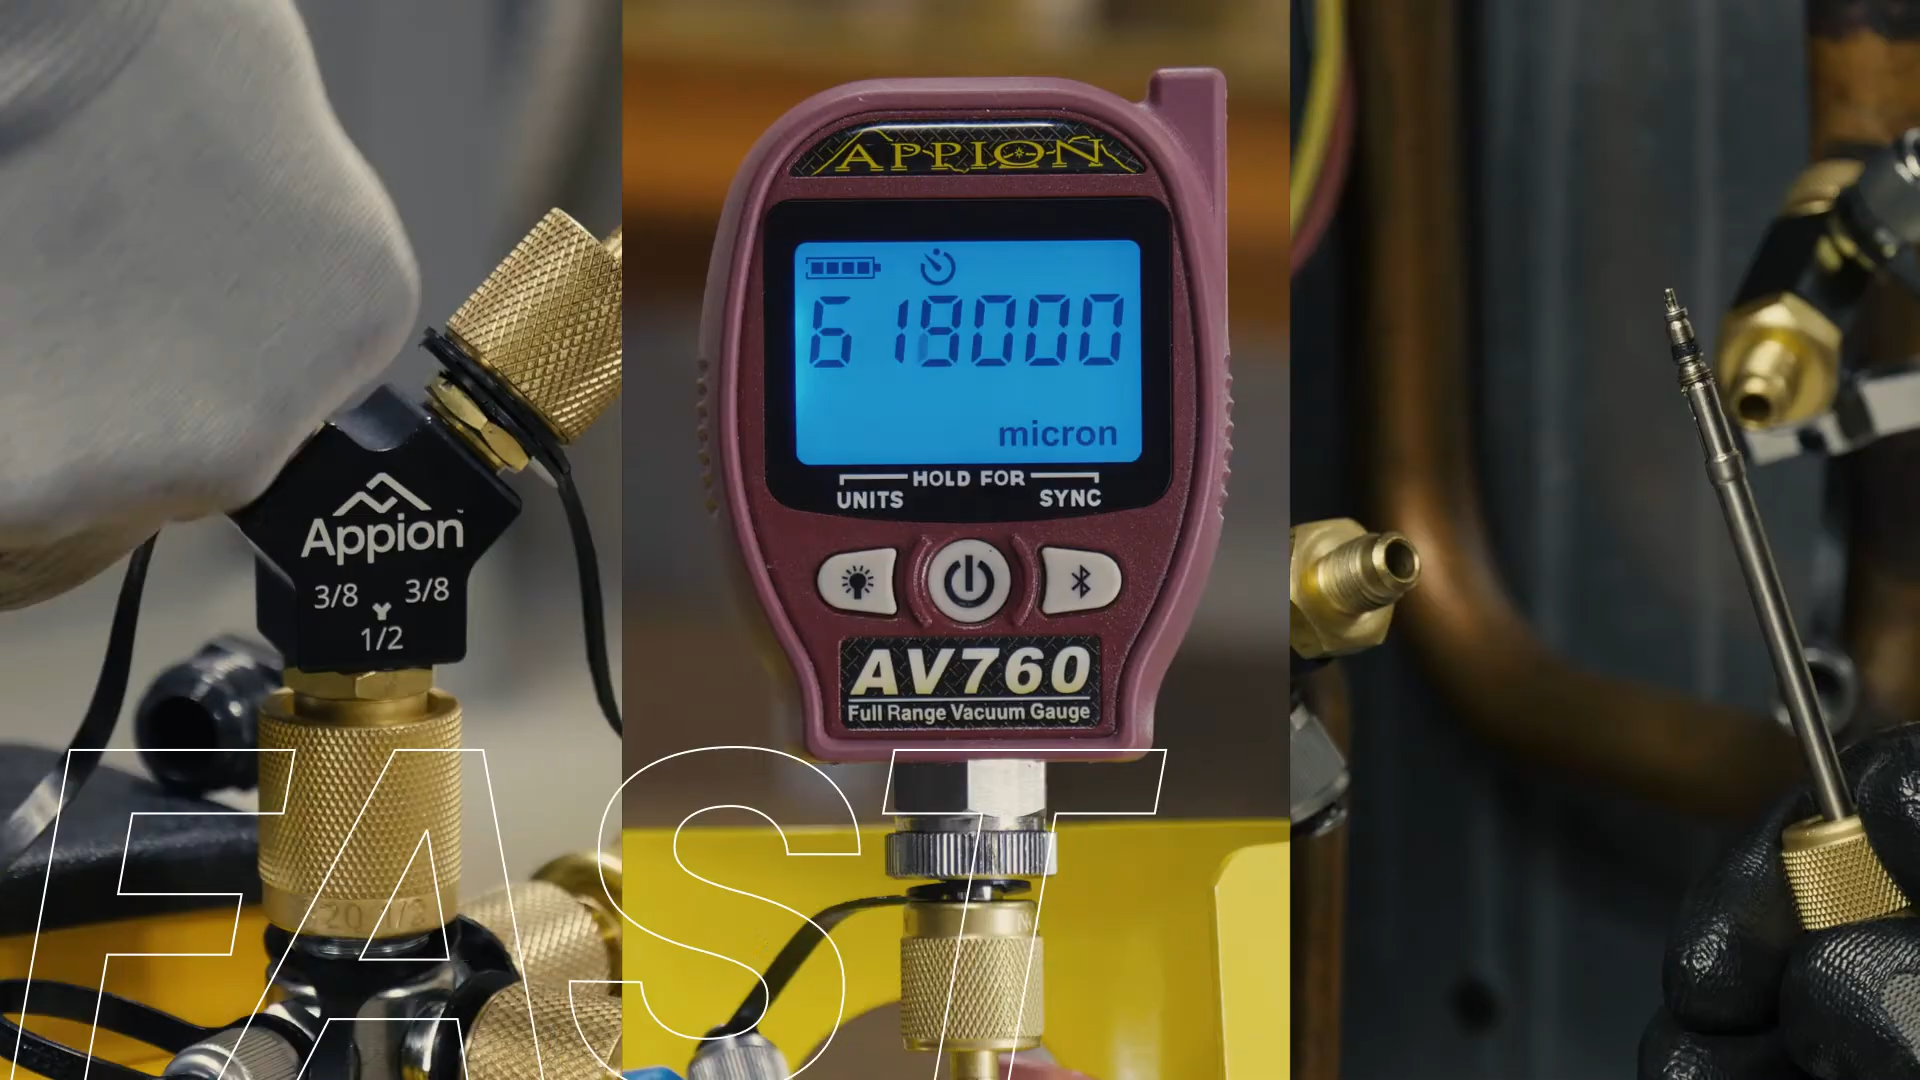 Appion™
3/8 3/8
Y
1/2
APPION
618000
micron
HOLD FOR
UNITS SYNC
AV760
Full Range Vacuum Gauge
FAST